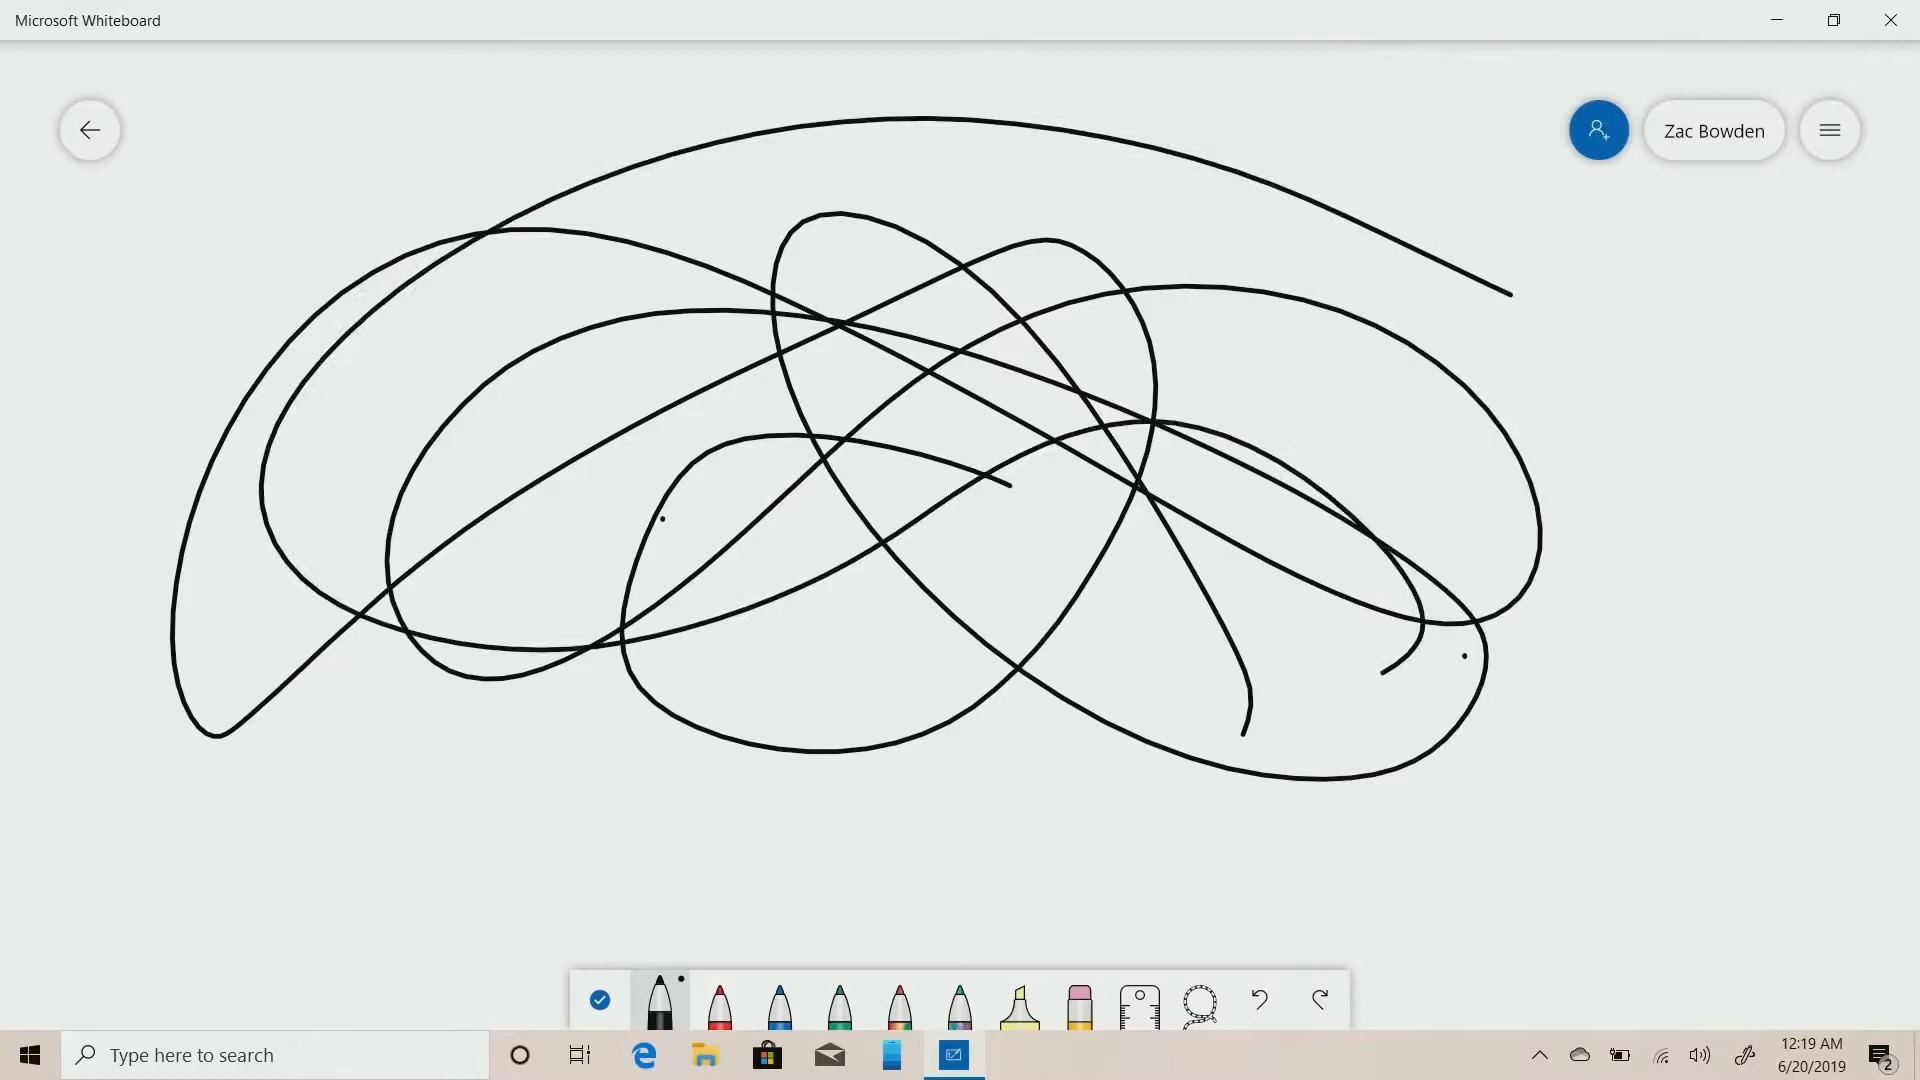 Microsoft Whiteboard
Zac Bowden
Type here to search
12:19 AM
6/20/2019
2